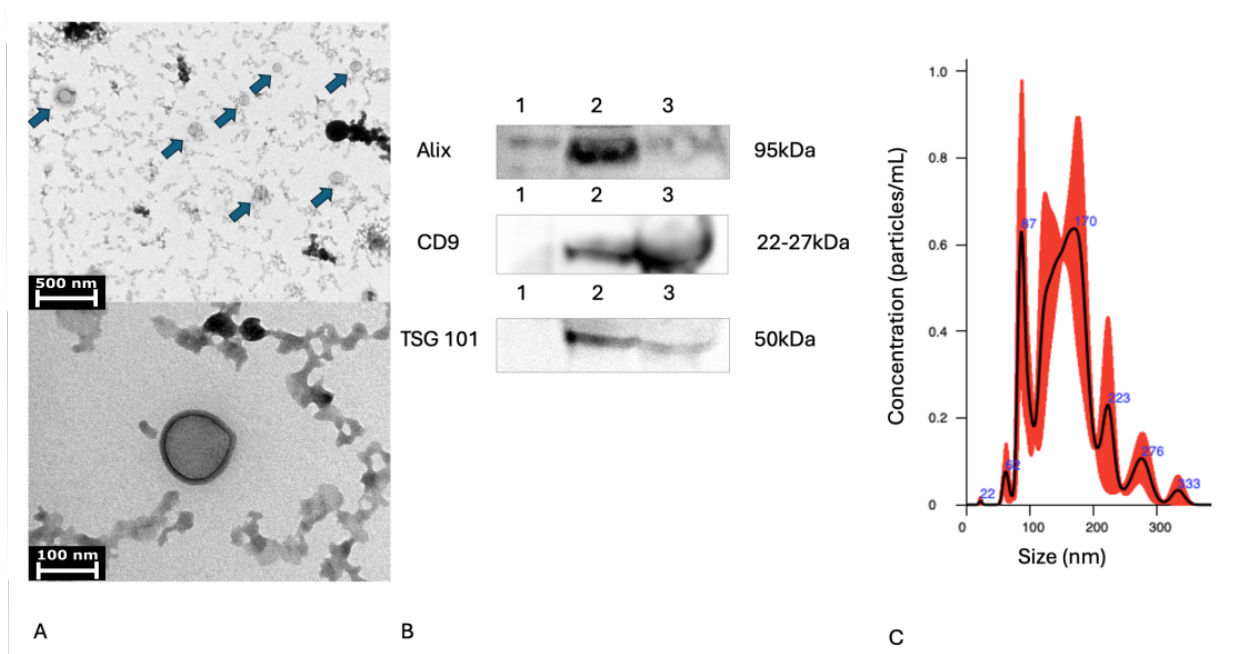 500 nm
100 nm
A
1 2 3
Alix 95kDa
1 2 3
CD9 22-27kDa
1 2 3
TSG 101 50kDa
B
Concentration (particles/mL)
1.0
0.8
0.6
0.4
0.2
0
22
62
87
170
223
276
333
0 100 200 300
Size (nm)
C